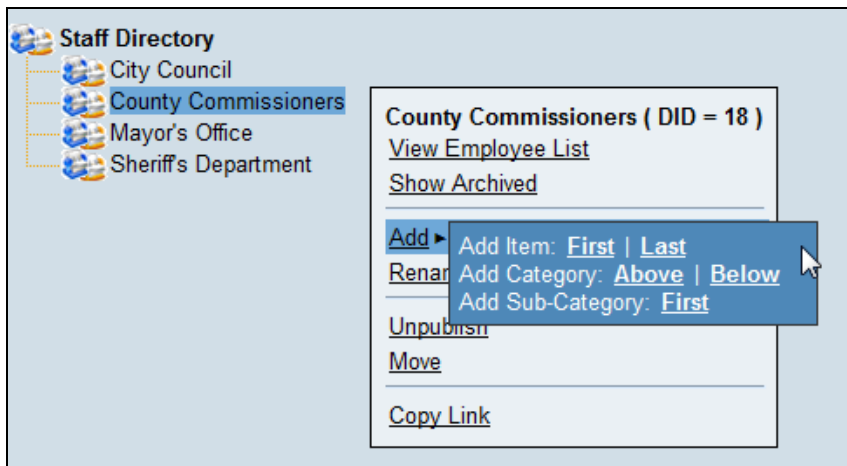 Staff Directory
City Council
County Commissioners
Mayor's Office
Sheriff's Department
County Commissioners ( DID = 18 )
View Employee List
Show Archived
Add ►
Add Item: First | Last
Add Category: Above | Below
Add Sub-Category: First
Unpublish
Move
Copy Link